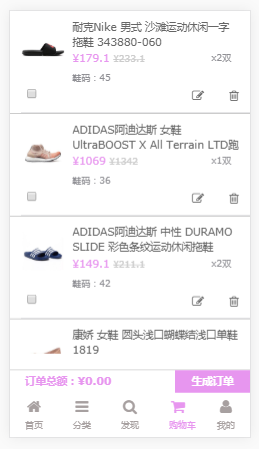 耐克Nike 男式 沙滩运动休闲一字
拖鞋 343880-060
¥179.1 ¥233.1 x2双
鞋码：45
ADIDAS阿迪达斯 女鞋
UltraBOOST X All Terrain LTD跑
¥1069 ¥1342 x1双
鞋码：36
ADIDAS阿迪达斯 中性 DURAMO
SLIDE 彩色条纹运动休闲拖鞋
¥149.1 ¥211.1 x2双
鞋码：42
康娇 女鞋 圆头浅口蝴蝶结浅口单鞋
1819
订单总额：¥0.00 生成订单
首页 分类 发现 购物车 我的